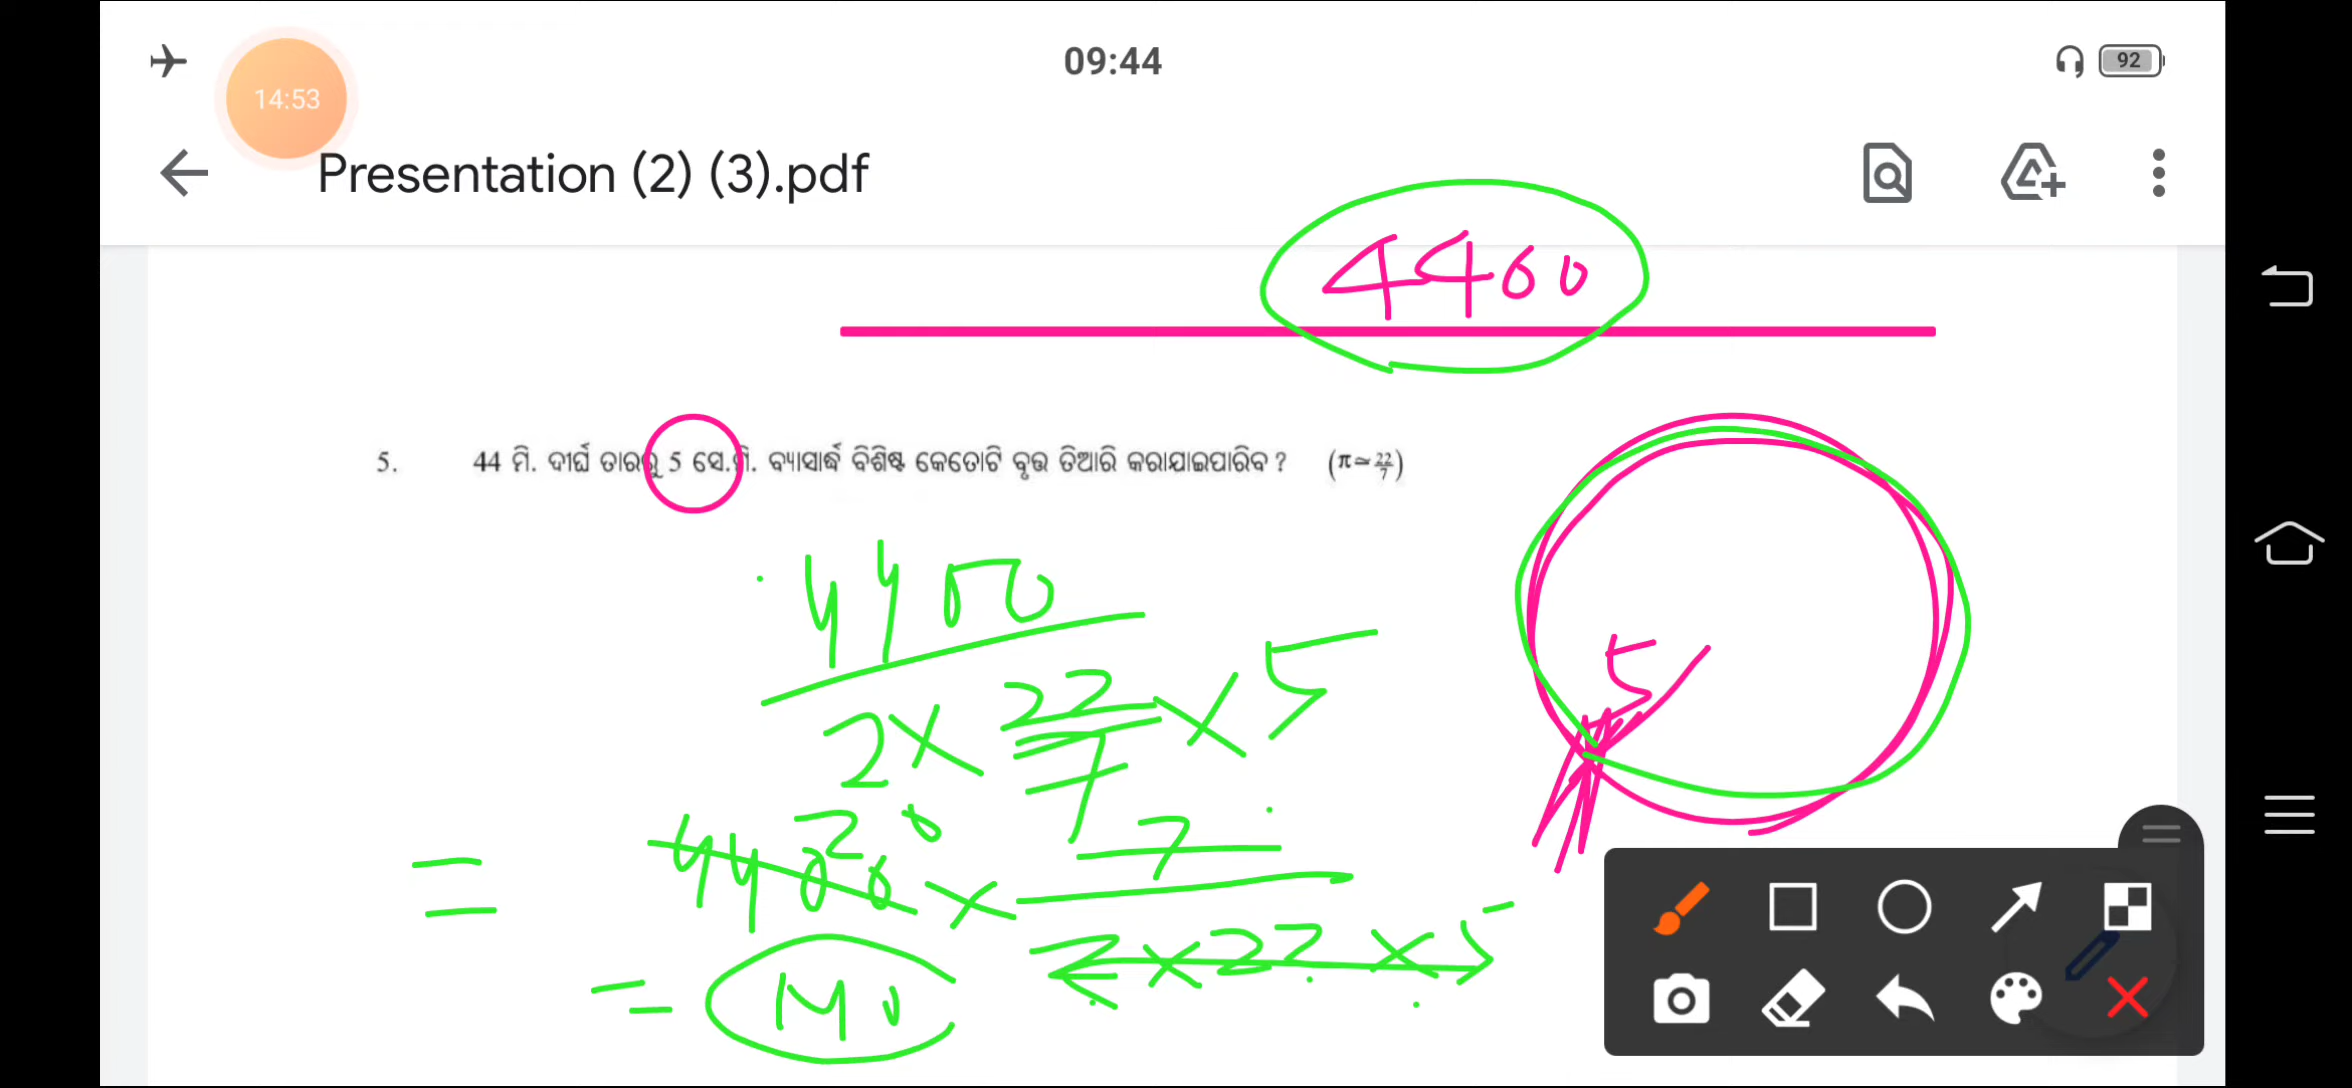 09:44
92
14:53
Presentation (2) (3).pdf
4400
5. 44 ମି. ଦୀର୍ଘ ତାରରୁ 5 ସେ.ମି. ବ୍ୟାସାର୍ଦ୍ଧ ବିଶିଷ୍ଟ କେତୋଟି ବୃତ୍ତ ତିଆରି କରାଯାଇପାରିବ ? (π≃22/7)
4400
2 × 22/7 × 5
5
20
= 4400 × 7
2 × 22 × 5
= 140